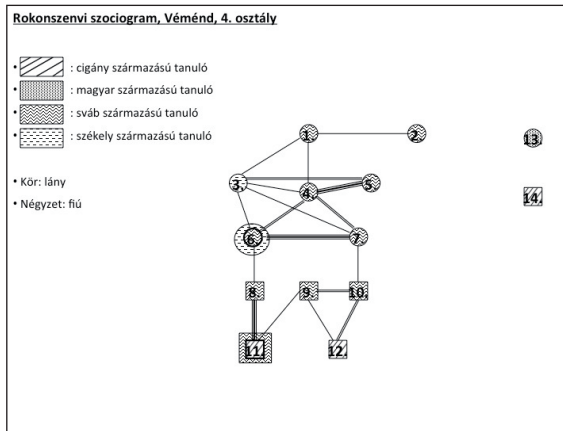 Rokonszenvi szociogram, Véménd, 4. osztály
• : cigány származású tanuló
• : magyar származású tanuló
• : sváb származású tanuló
• : székely származású tanuló
• Kör: lány
• Négyzet: fiú
1. 2. 13.
3. 4. 5. 14.
6. 7.
8. 9. 10.
11. 12.